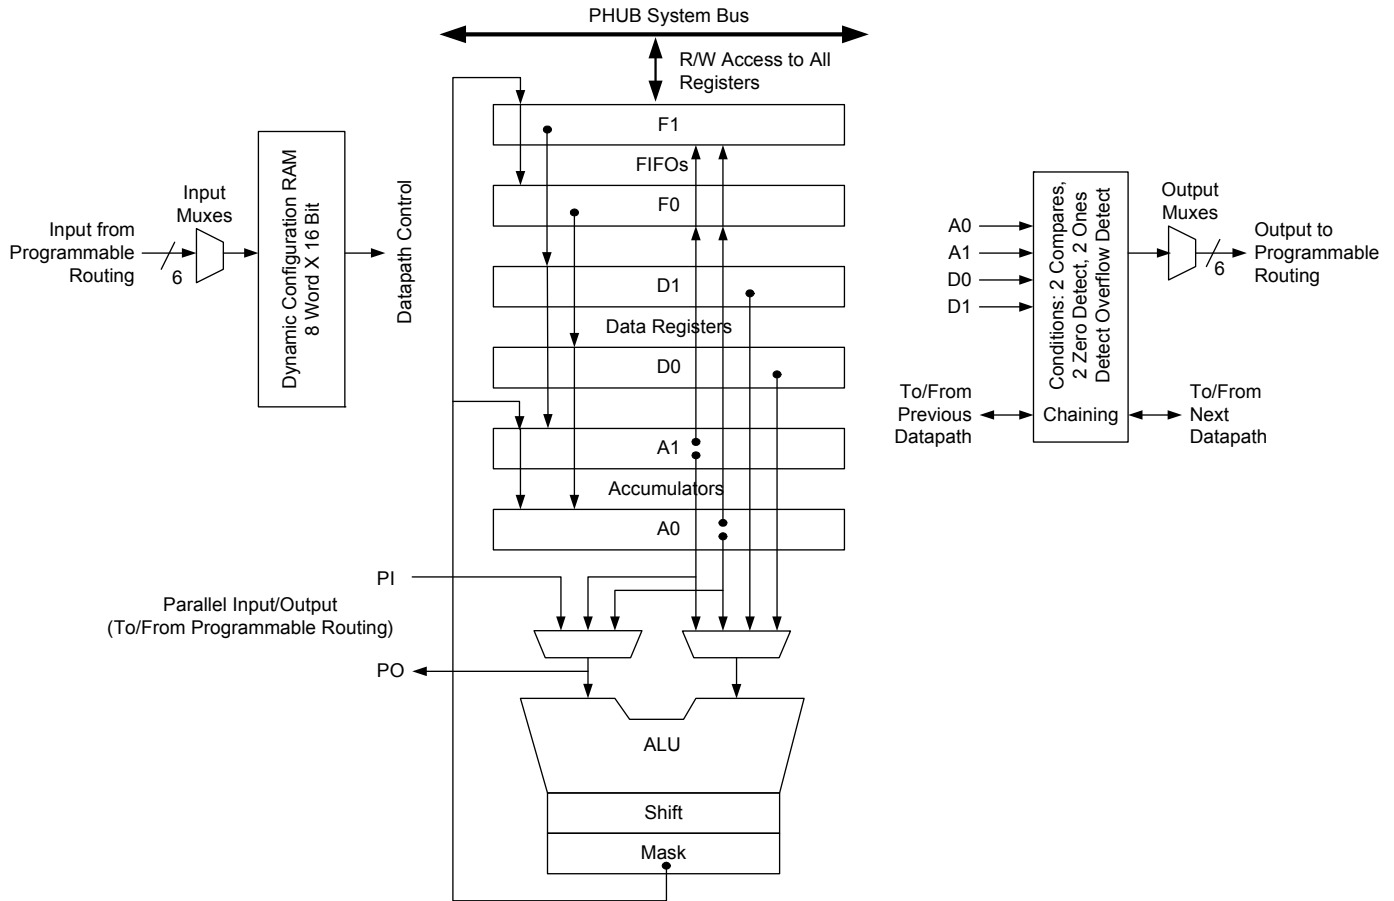 PHUB System Bus
R/W Access to All
Registers
F1
FIFOs
F0
D1
Data Registers
D0
A1
Accumulators
A0
Input from
Programmable
Routing
6
Input
Muxes
Dynamic Configuration RAM
8 Word X 16 Bit
Datapath Control
A0
A1
D0
D1
Conditions: 2 Compares,
2 Zero Detect, 2 Ones
Detect Overflow Detect
Chaining
To/From
Previous
Datapath
To/From
Next
Datapath
Output
Muxes
6
Output to
Programmable
Routing
PI
Parallel Input/Output
(To/From Programmable Routing)
PO
ALU
Shift
Mask